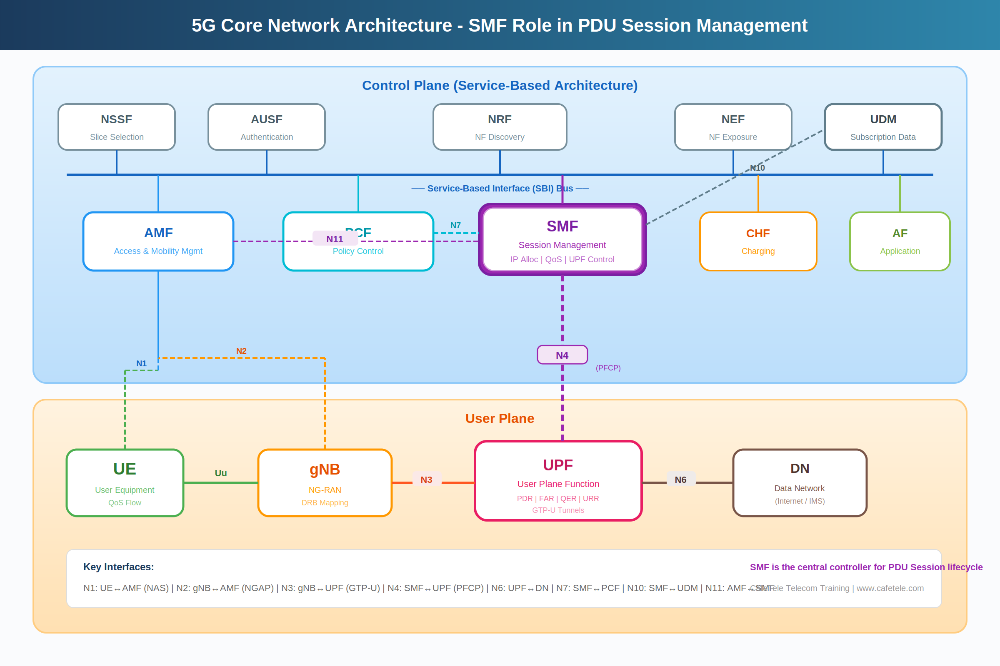 5G Core Network Architecture - SMF Role in PDU Session Management
Control Plane (Service-Based Architecture)
NSSF
Slice Selection
AUSF
Authentication
NRF
NF Discovery
NEF
NF Exposure
UDM
Subscription Data
N10
── Service-Based Interface (SBI) Bus ──
AMF
Access & Mobility Mgmt
PCF
Policy Control
N11
N7
SMF
Session Management
IP Alloc | QoS | UPF Control
CHF
Charging
AF
Application
N2
N1
N4
(PFCP)
User Plane
UE
User Equipment
QoS Flow
Uu
gNB
NG-RAN
DRB Mapping
N3
UPF
User Plane Function
PDR | FAR | QER | URR
GTP-U Tunnels
N6
DN
Data Network
(Internet / IMS)
Key Interfaces:
SMF is the central controller for PDU Session lifecycle
N1: UE↔AMF (NAS) | N2: gNB↔AMF (NGAP) | N3: gNB↔UPF (GTP-U) | N4: SMF↔UPF (PFCP) | N6: UPF↔DN | N7: SMF↔PCF | N10: SMF↔UDM | N11: AMF↔SMF
CafeTele Telecom Training | www.cafetele.com